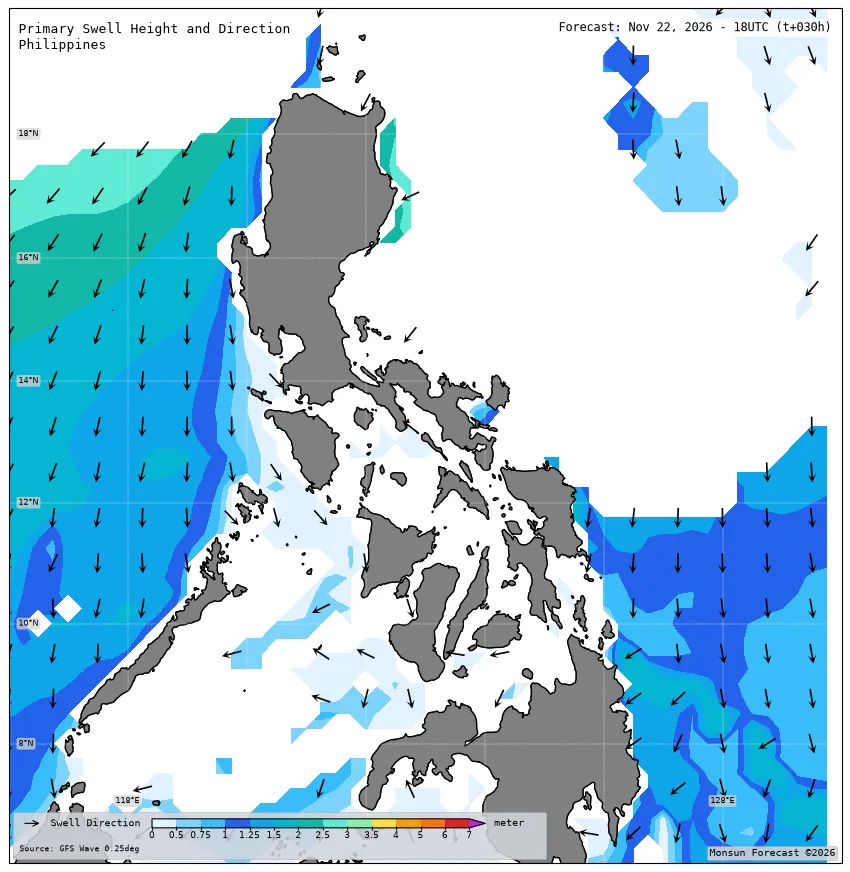 Primary Swell Height and Direction
Philippines
Forecast: Nov 22, 2026 - 18UTC (t+030h)
18°N
16°N
14°N
12°N
10°N
8°N
118°E
128°E
Swell Direction
meter
0 0.5 0.75 1 1.25 1.5 2 2.5 3 3.5 4 5 6 7
Source: GFS Wave 0.25deg
Monsun Forecast ©2026